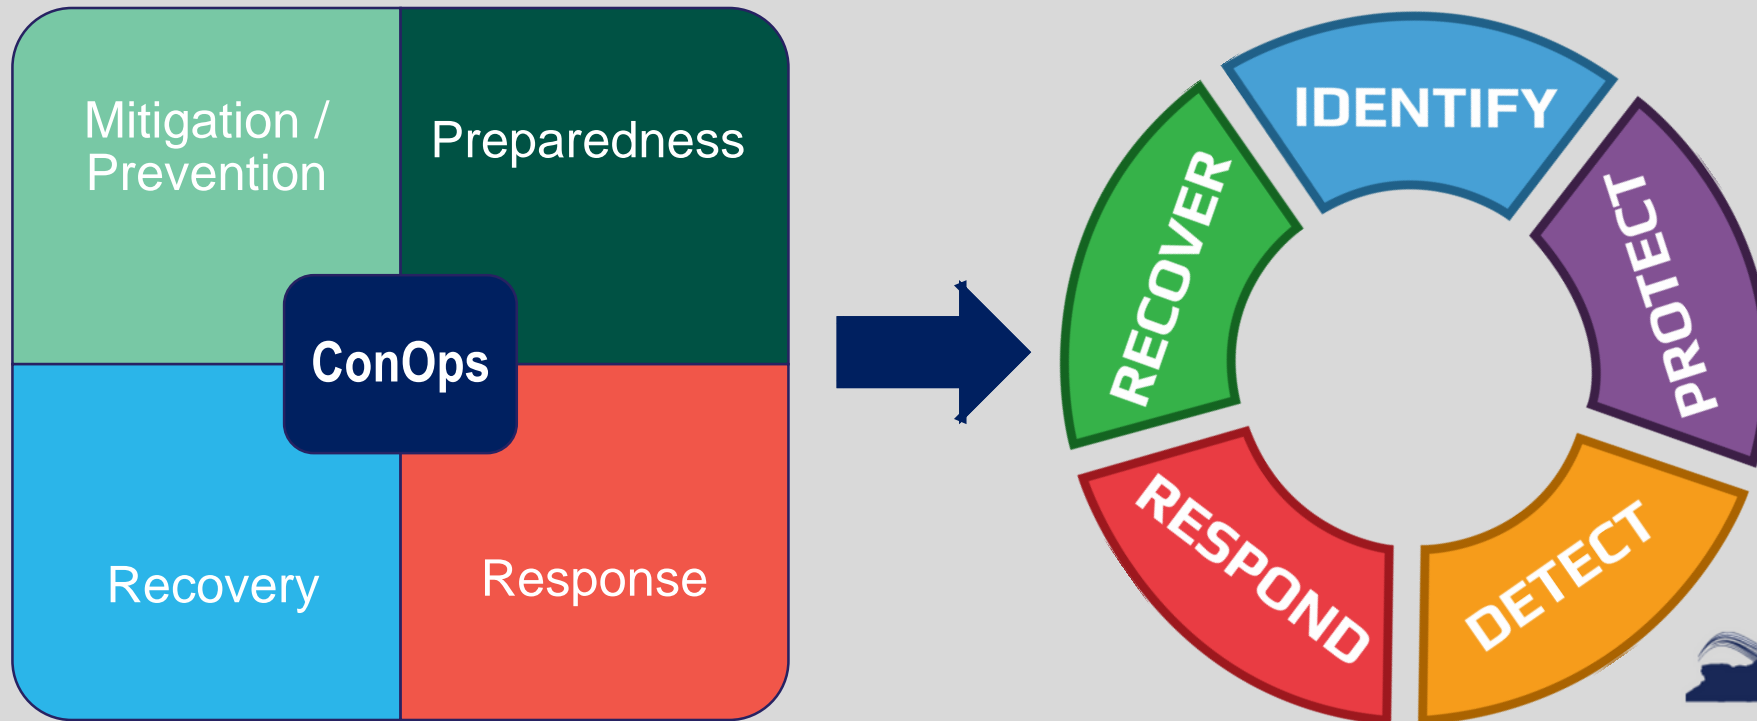 Mitigation /
Prevention
Preparedness
ConOps
Recovery
Response
IDENTIFY
PROTECT
DETECT
RESPOND
RECOVER